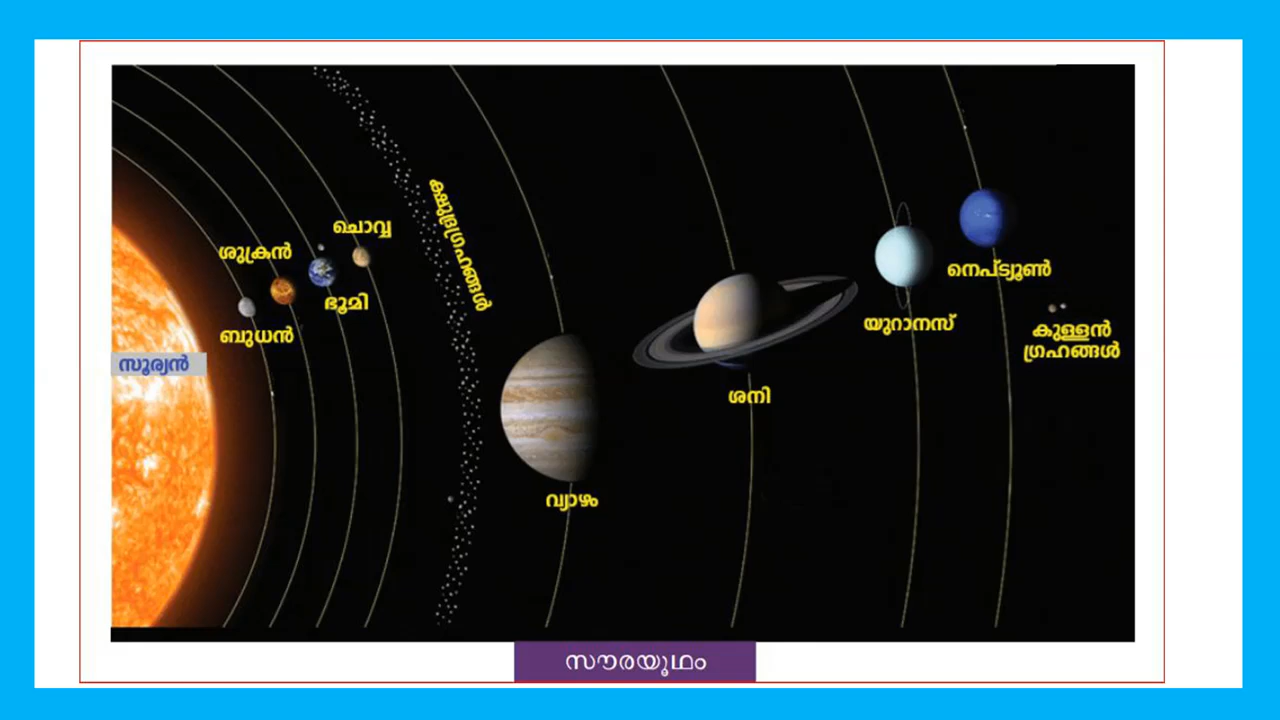 ചൊവ്വ
ശുക്രൻ
ക്ഷുദ്രഗ്രഹങ്ങൾ
ഭൂമി
ബുധൻ
സൂര്യൻ
വ്യാഴം
ശനി
യുറാനസ്
നെപ്ട്യൂൺ
കുള്ളൻ
ഗ്രഹങ്ങൾ
സൗരയൂഥം